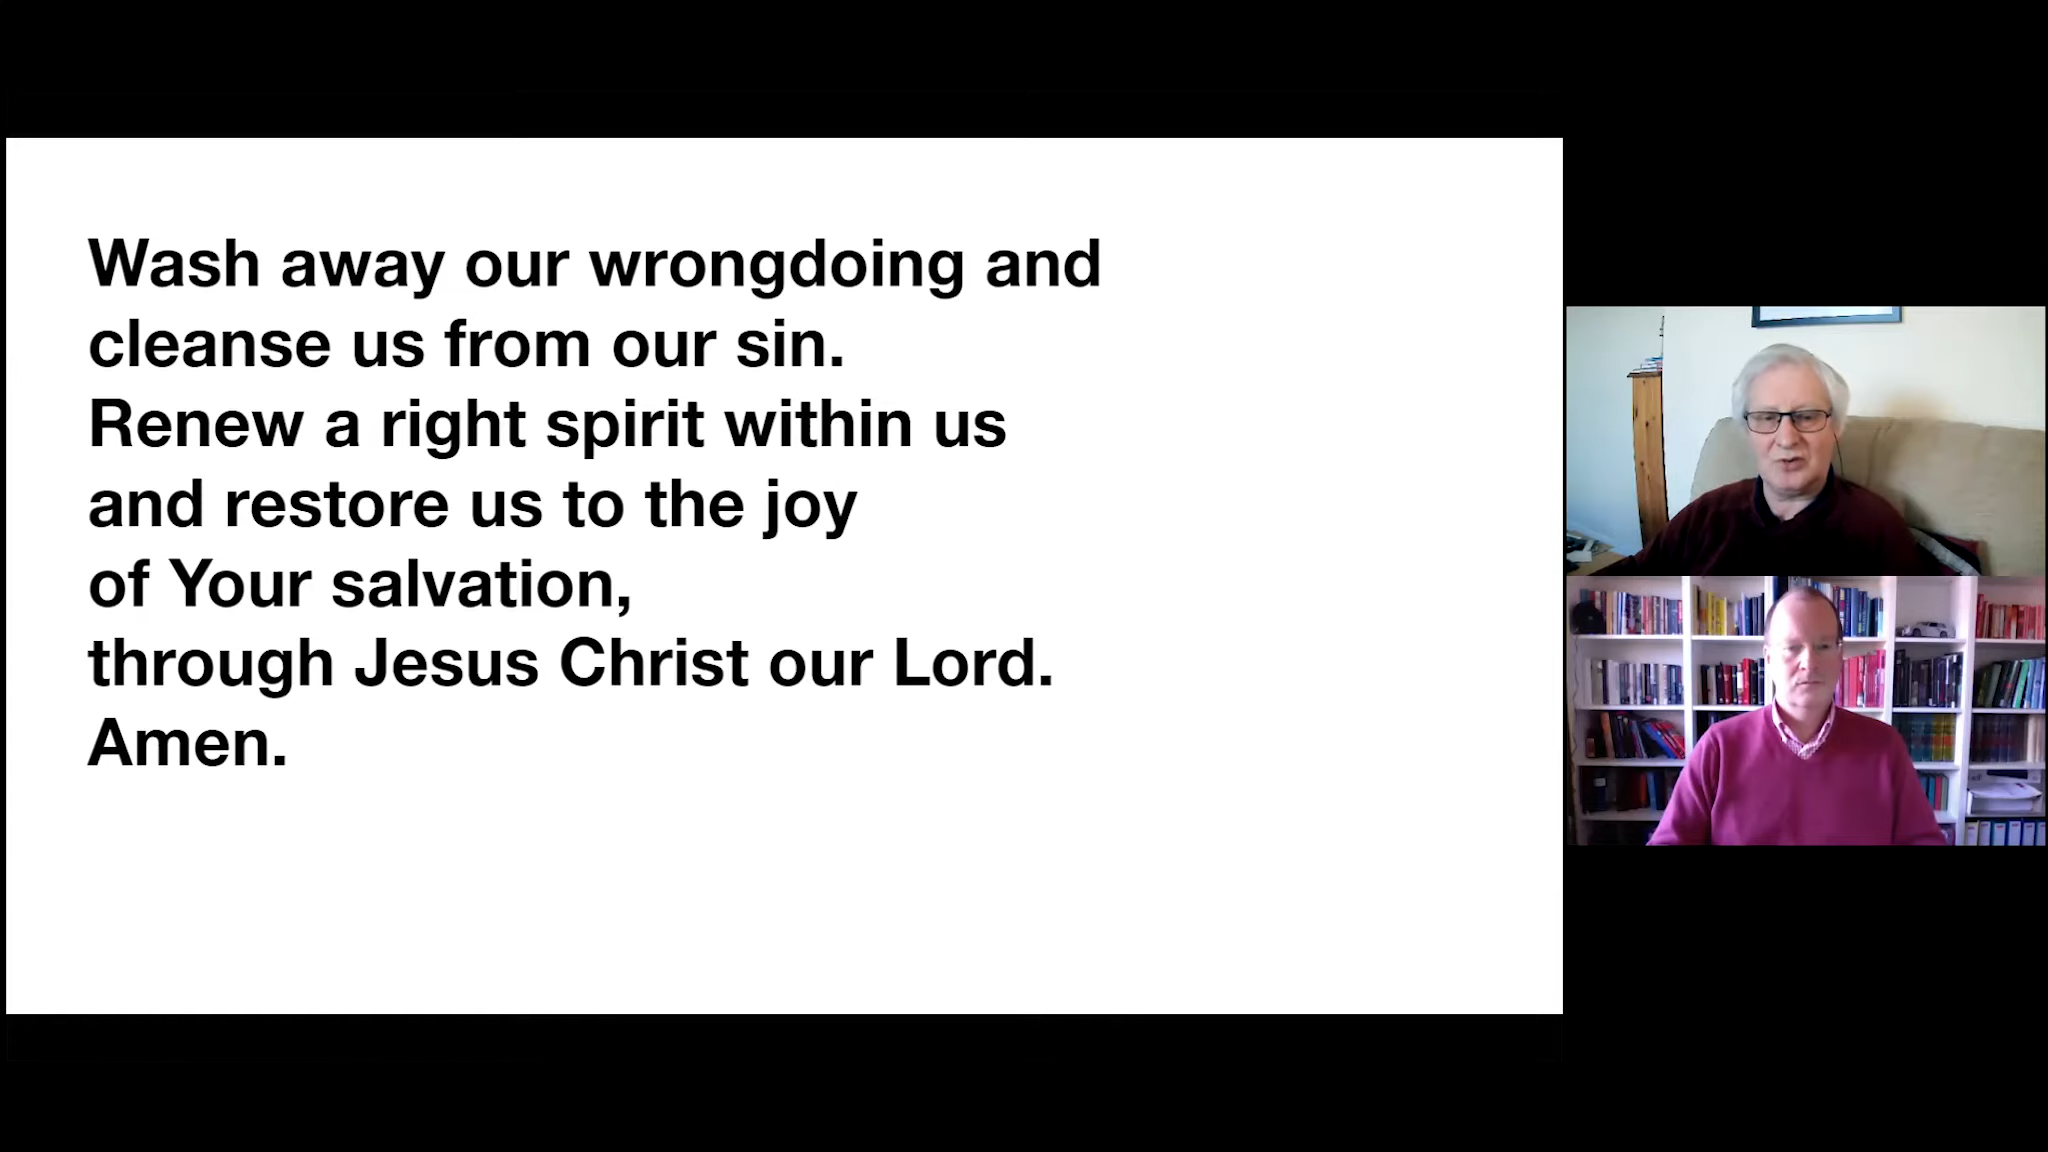 Wash away our wrongdoing and
cleanse us from our sin.
Renew a right spirit within us
and restore us to the joy
of Your salvation,
through Jesus Christ our Lord.
Amen.